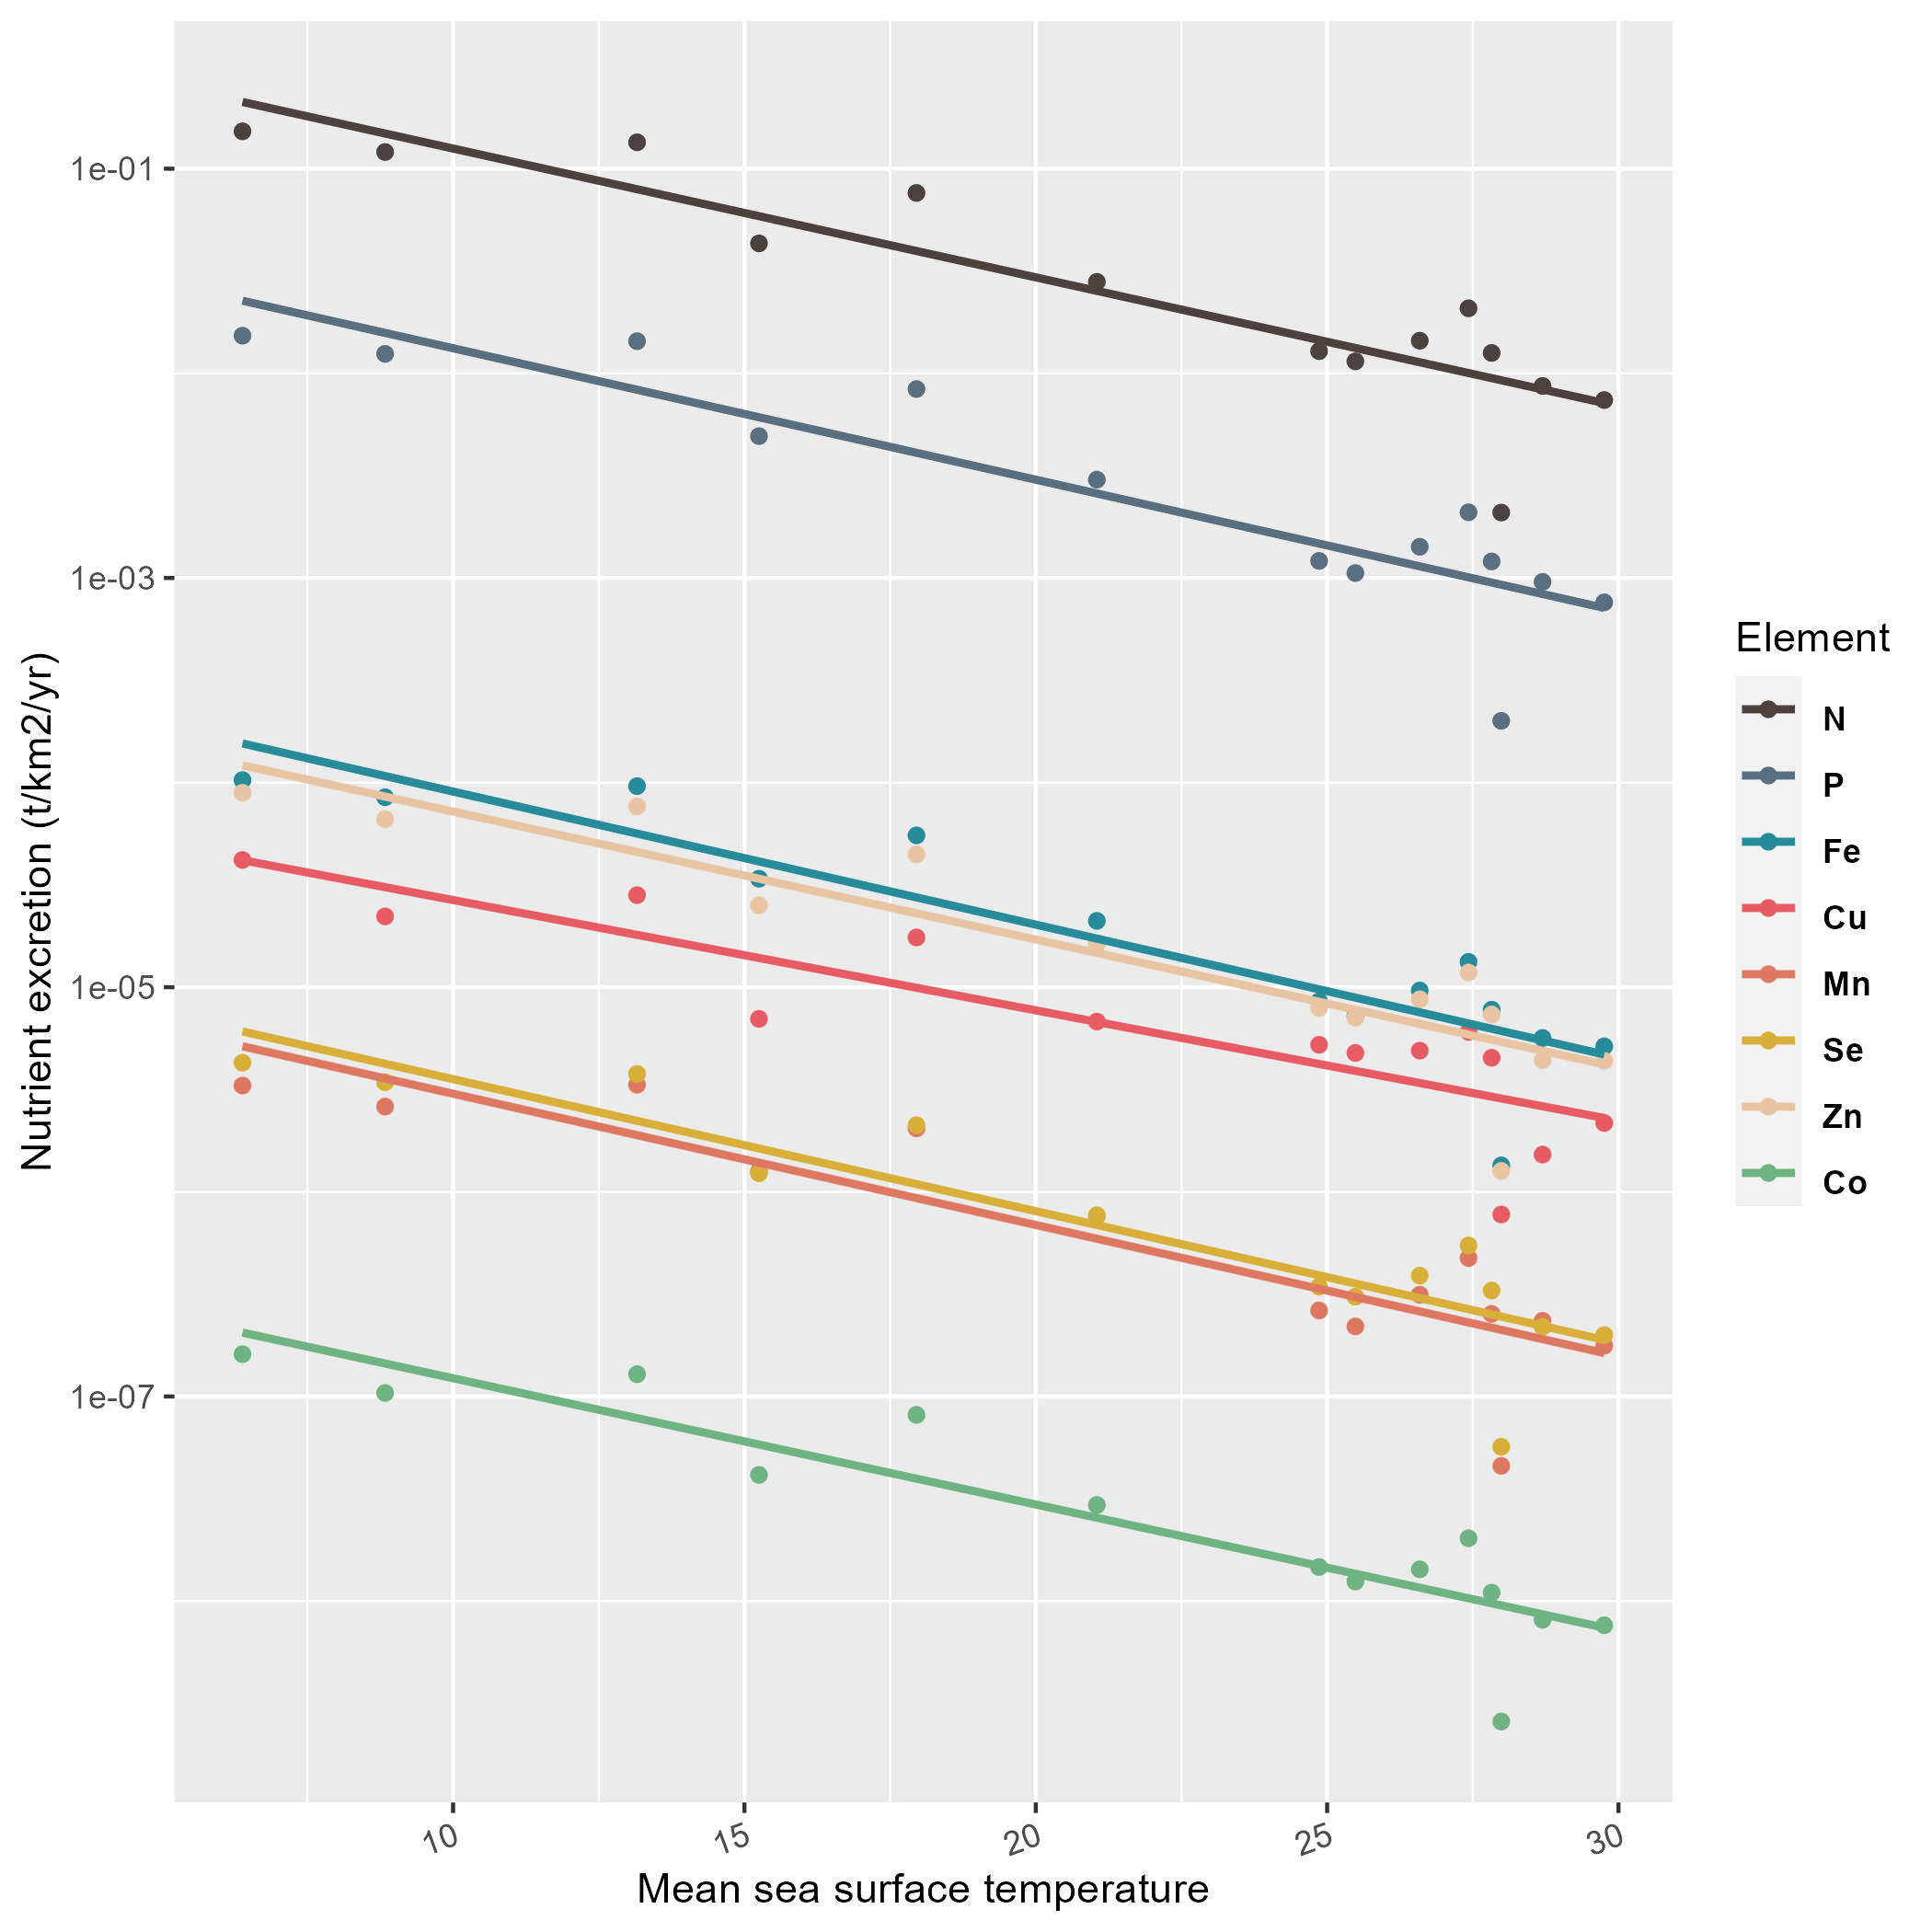 Nutrient excretion (t/km2/yr)
1e-01
1e-03
1e-05
1e-07
10
15
20
25
30
Mean sea surface temperature
Element
N
P
Fe
Cu
Mn
Se
Zn
Co